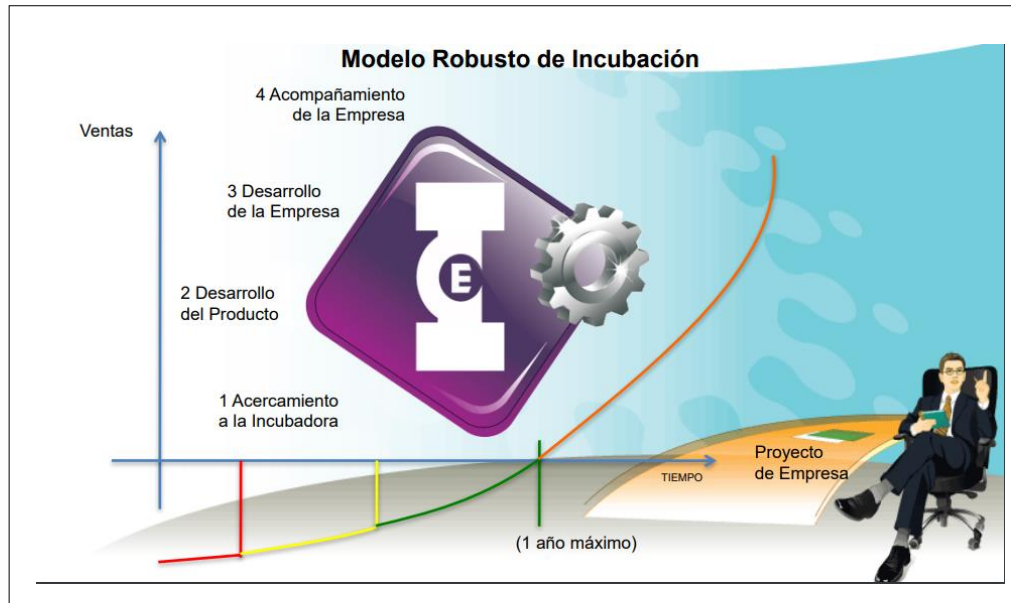 Modelo Robusto de Incubación
4 Acompañamiento
de la Empresa
Ventas
3 Desarrollo
de la Empresa
E
2 Desarrollo
del Producto
1 Acercamiento
a la Incubadora
TIEMPO
Proyecto
de Empresa
(1 año máximo)